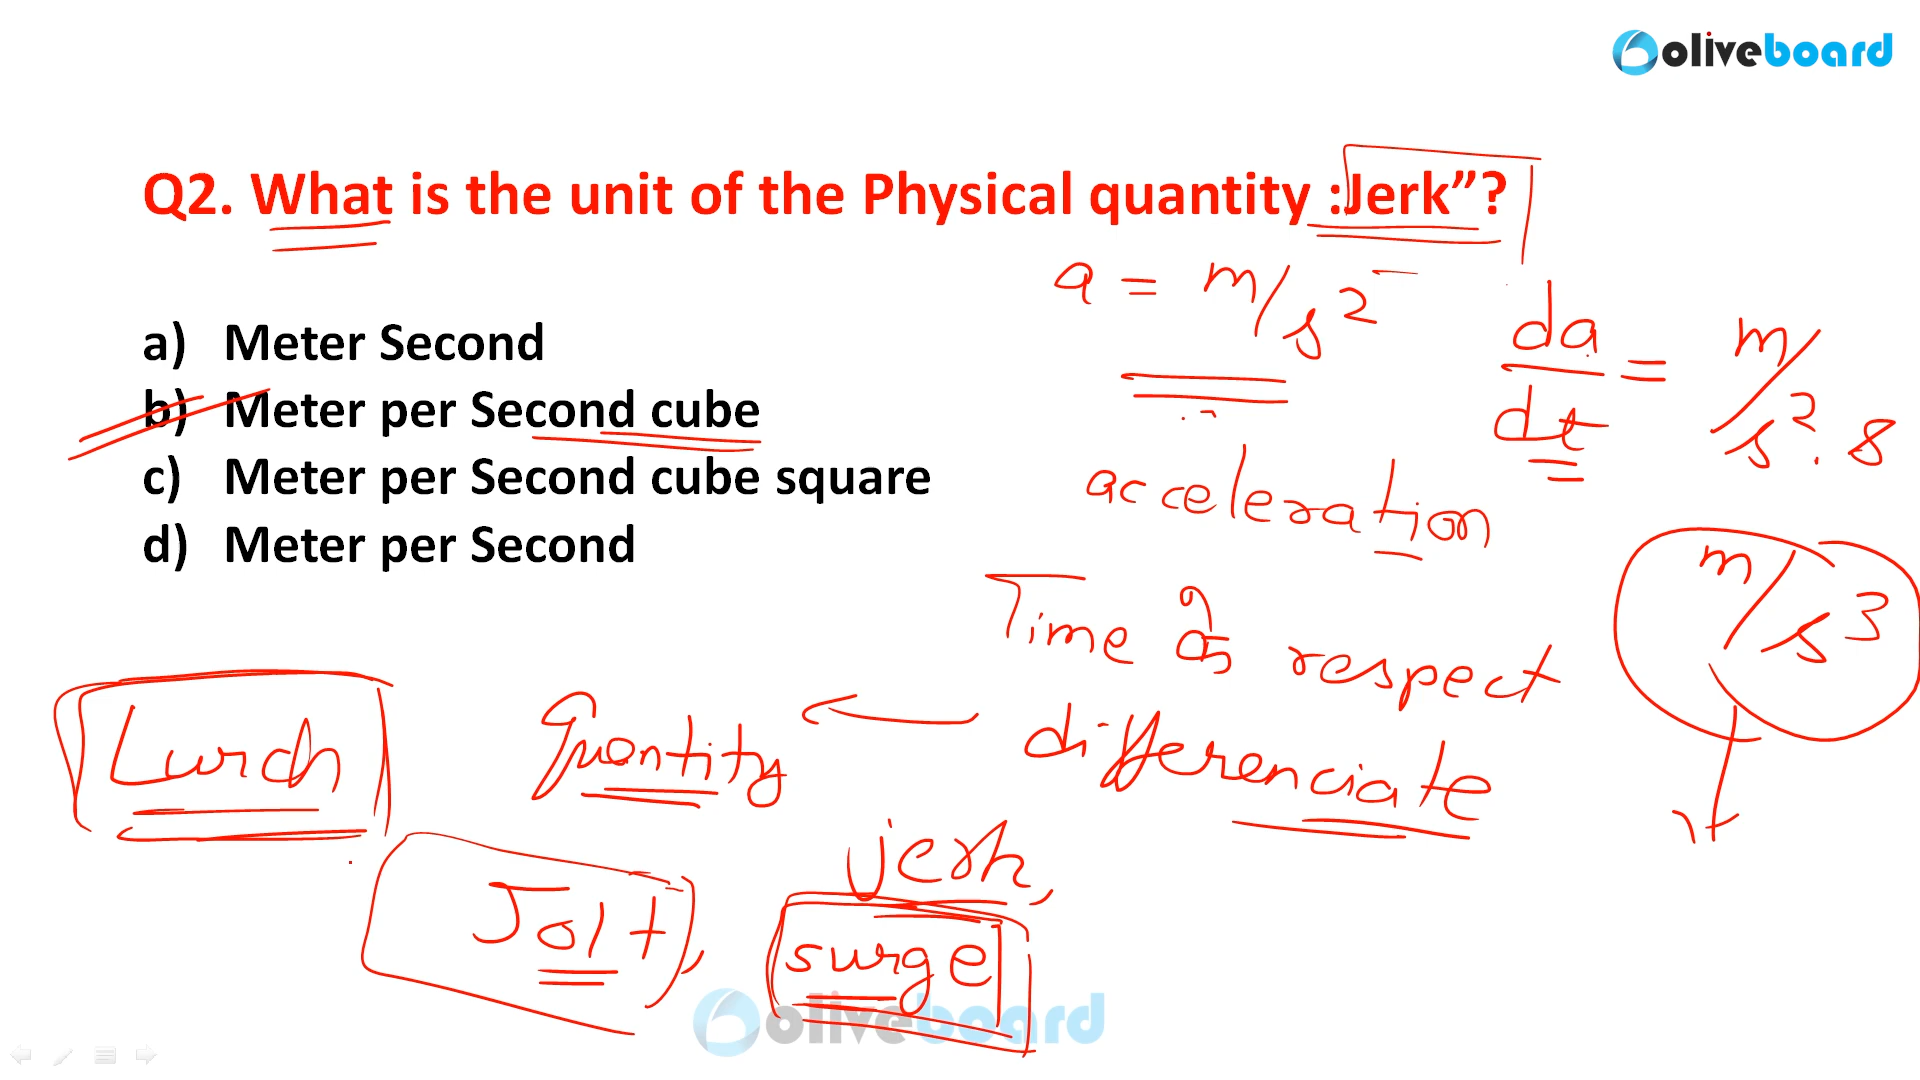 oliveboard
Q2. What is the unit of the Physical quantity :Jerk”?
a) Meter Second
b) Meter per Second cube
c) Meter per Second cube square
d) Meter per Second
a = m/s2
da/dt = m/s2.s
acceleration
m/s3
Time के respect
Quantity ← differenciate
Lurch
jerk,
Jolt,
surge
oliveboard